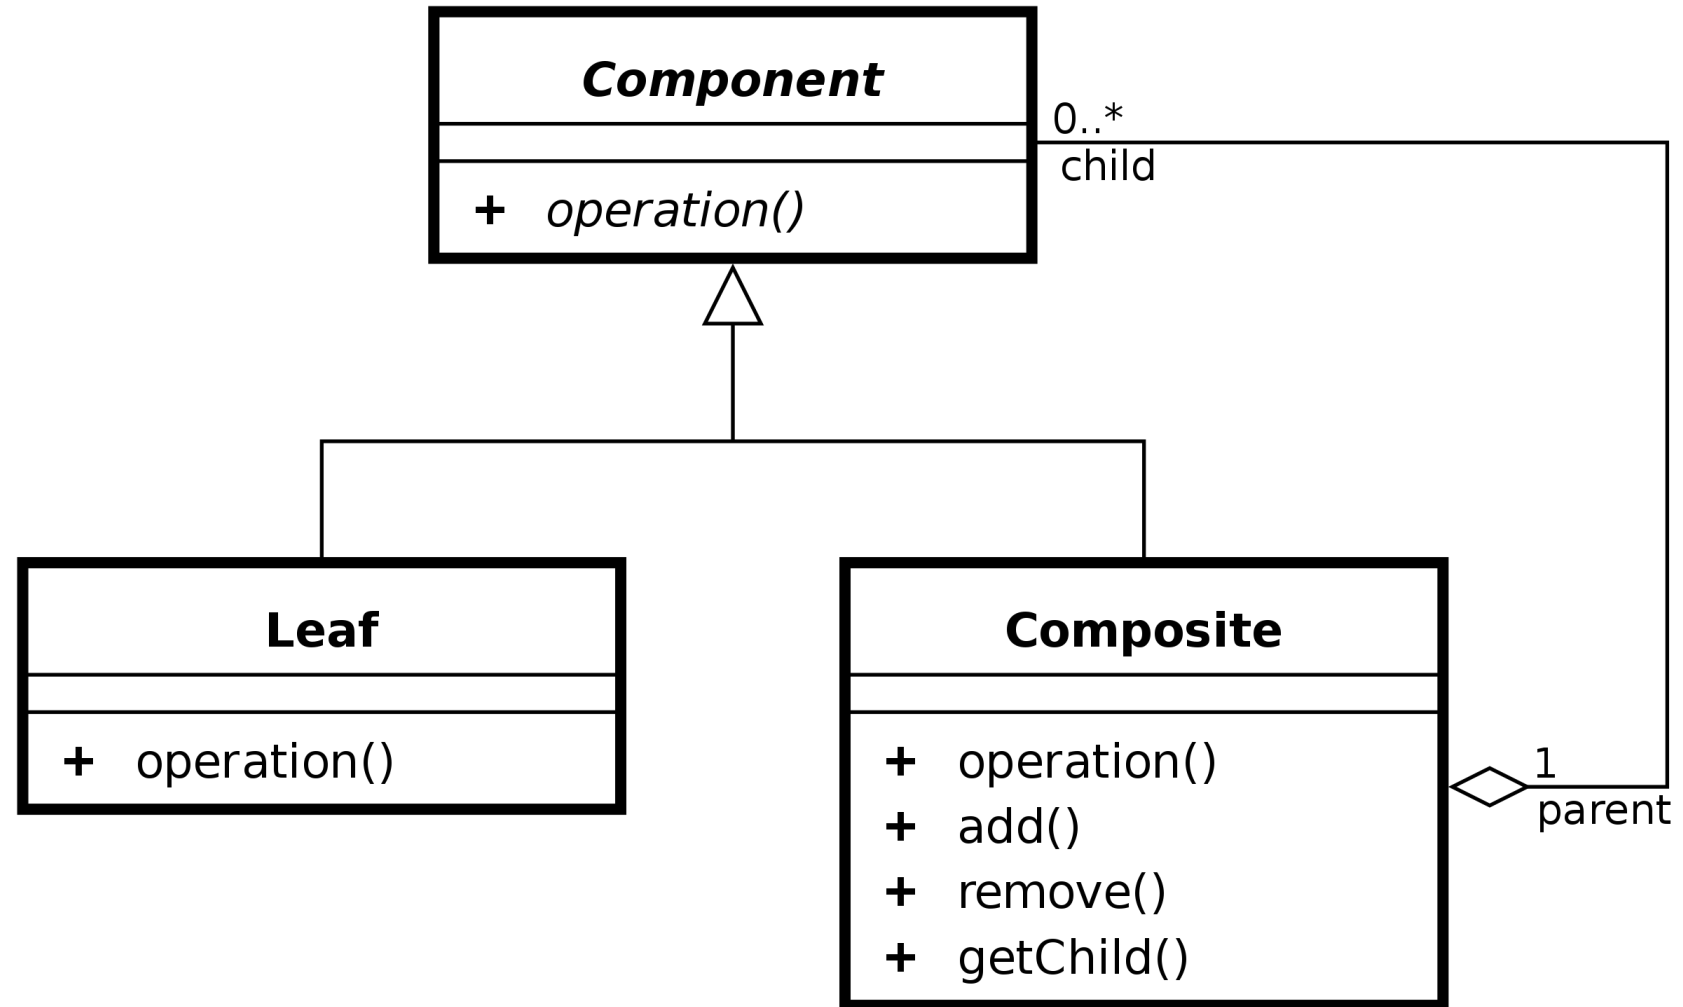 Component
+ operation()
0..*
child
Leaf
+ operation()
Composite
+ operation()
+ add()
+ remove()
+ getChild()
1
parent